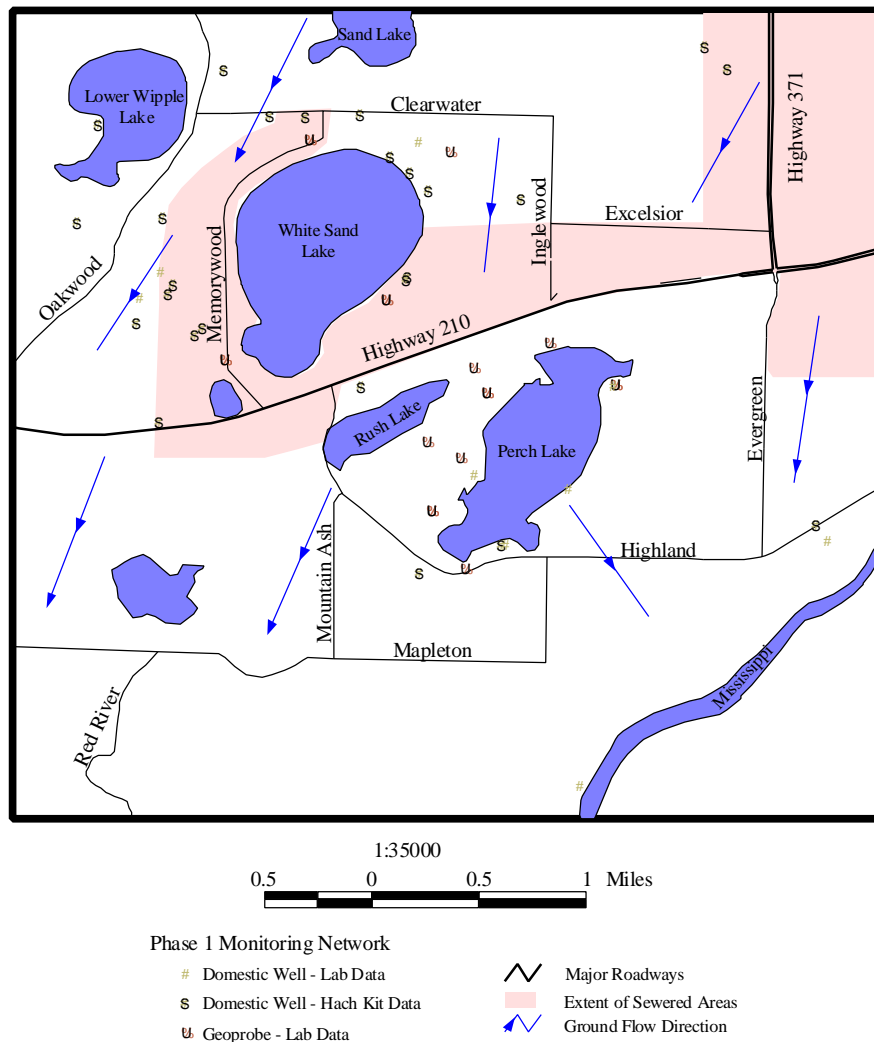 Sand Lake
Lower Wipple
Lake
Clearwater
Highway 371
White Sand
Lake
Inglewood
Excelsior
Oakwood
Memorywood
Highway 210
Rush Lake
Perch Lake
Evergreen
Mountain Ash
Highland
Mapleton
Mississippi
Red River
1:35000
0.5 0 0.5 1 Miles
Phase 1 Monitoring Network
# Domestic Well - Lab Data
S Domestic Well - Hach Kit Data
U% Geoprobe - Lab Data
Major Roadways
Extent of Sewered Areas
Ground Flow Direction